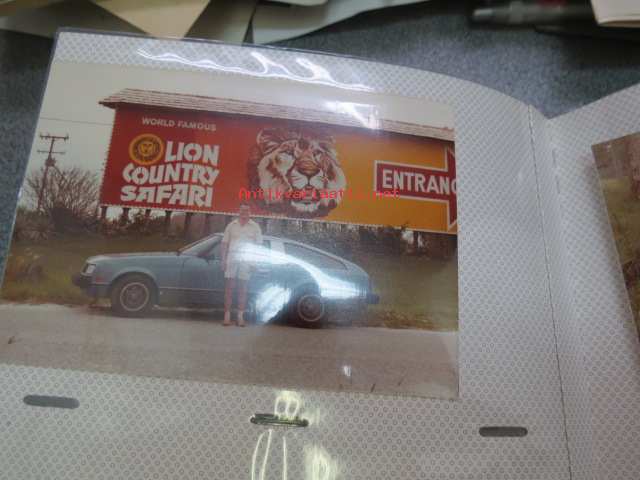 WORLD FAMOUS
LION
COUNTRY
SAFARI
ENTRANC
Antikvariaatti.net